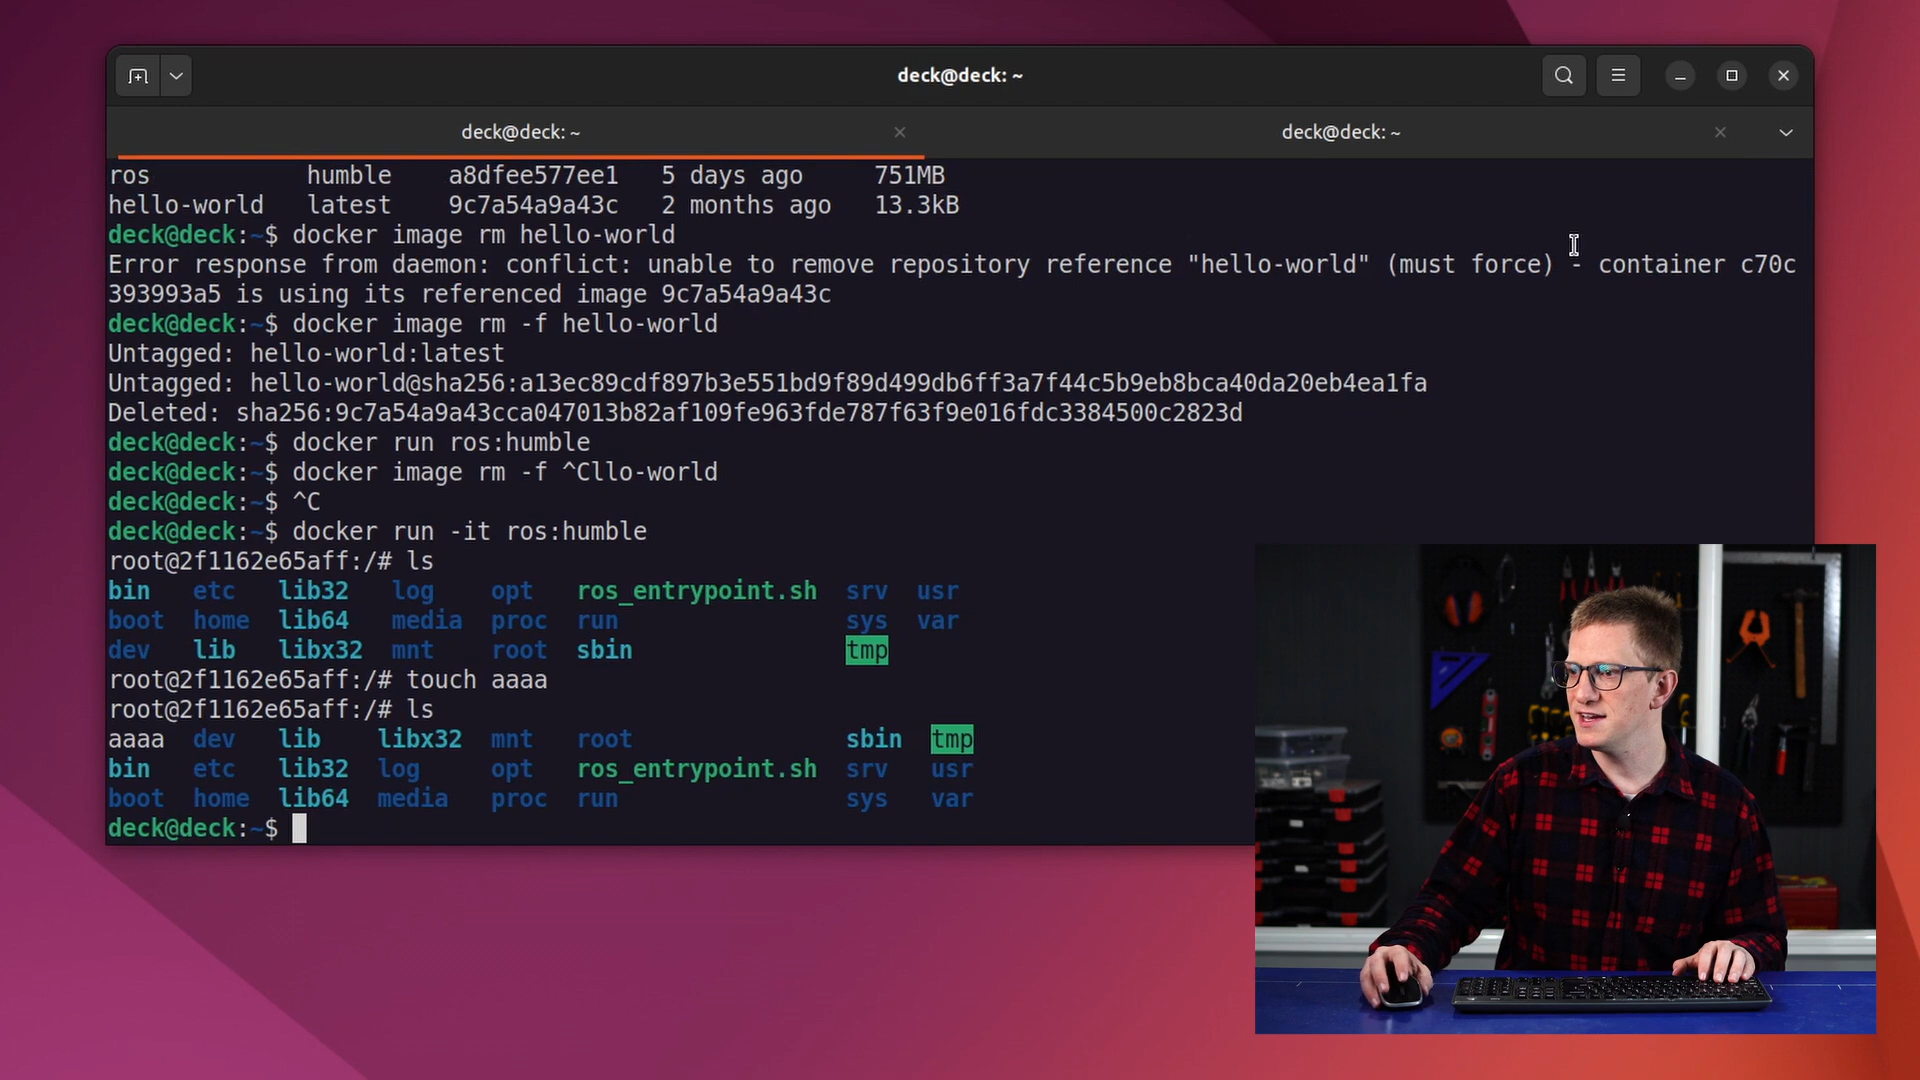 deck@deck: ~
deck@deck: ~
deck@deck: ~
ros humble a8dfee577ee1 5 days ago 751MB
hello-world latest 9c7a54a9a43c 2 months ago 13.3kB
deck@deck:~$ docker image rm hello-world
Error response from daemon: conflict: unable to remove repository reference "hello-world" (must force) - container c70c
393993a5 is using its referenced image 9c7a54a9a43c
deck@deck:~$ docker image rm -f hello-world
Untagged: hello-world:latest
Untagged: hello-world@sha256:a13ec89cdf897b3e551bd9f89d499db6ff3a7f44c5b9eb8bca40da20eb4ea1fa
Deleted: sha256:9c7a54a9a43cca047013b82af109fe963fde787f63f9e016fdc3384500c2823d
deck@deck:~$ docker run ros:humble
deck@deck:~$ docker image rm -f ^Cllo-world
deck@deck:~$ ^C
deck@deck:~$ docker run -it ros:humble
root@2f1162e65aff:/# ls
bin etc lib32 log opt ros_entrypoint.sh srv usr
boot home lib64 media proc run sys var
dev lib libx32 mnt root sbin tmp
root@2f1162e65aff:/# touch aaaa
root@2f1162e65aff:/# ls
aaaa dev lib libx32 mnt root sbin tmp
bin etc lib32 log opt ros_entrypoint.sh srv usr
boot home lib64 media proc run sys var
deck@deck:~$